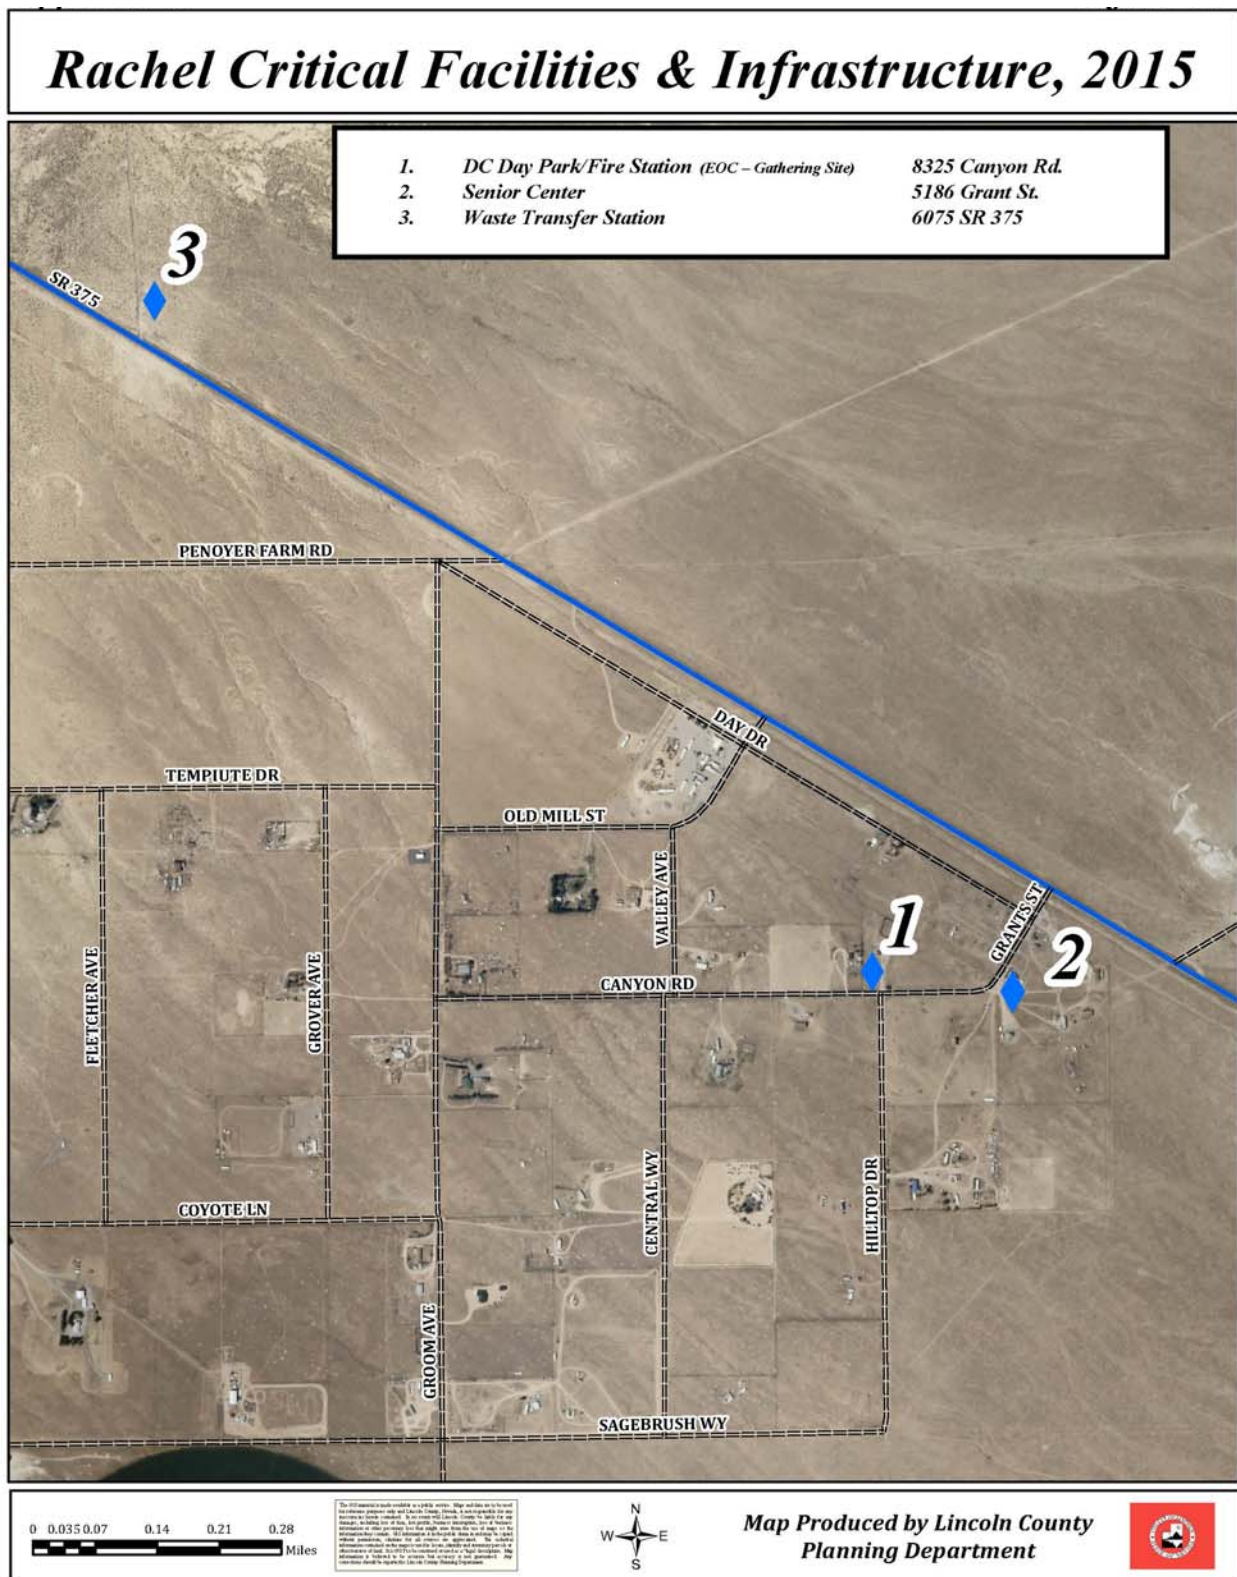 Rachel Critical Facilities & Infrastructure, 2015
1. DC Day Park/Fire Station (EOC – Gathering Site) 8325 Canyon Rd.
2. Senior Center 5186 Grant St.
3. Waste Transfer Station 6075 SR 375
3
SR 375
PENOYER FARM RD
DAY DR
TEMPIUTE DR
OLD MILL ST
VALLEY AVE
1
GRANTS ST
2
FLETCHER AVE
GROVER AVE
CANYON RD
COYOTE LN
CENTRAL WY
HILLTOP DR
GROOM AVE
SAGEBRUSH WY
0 0.035 0.07 0.14 0.21 0.28
Miles
N
W E
S
Map Produced by Lincoln County
Planning Department